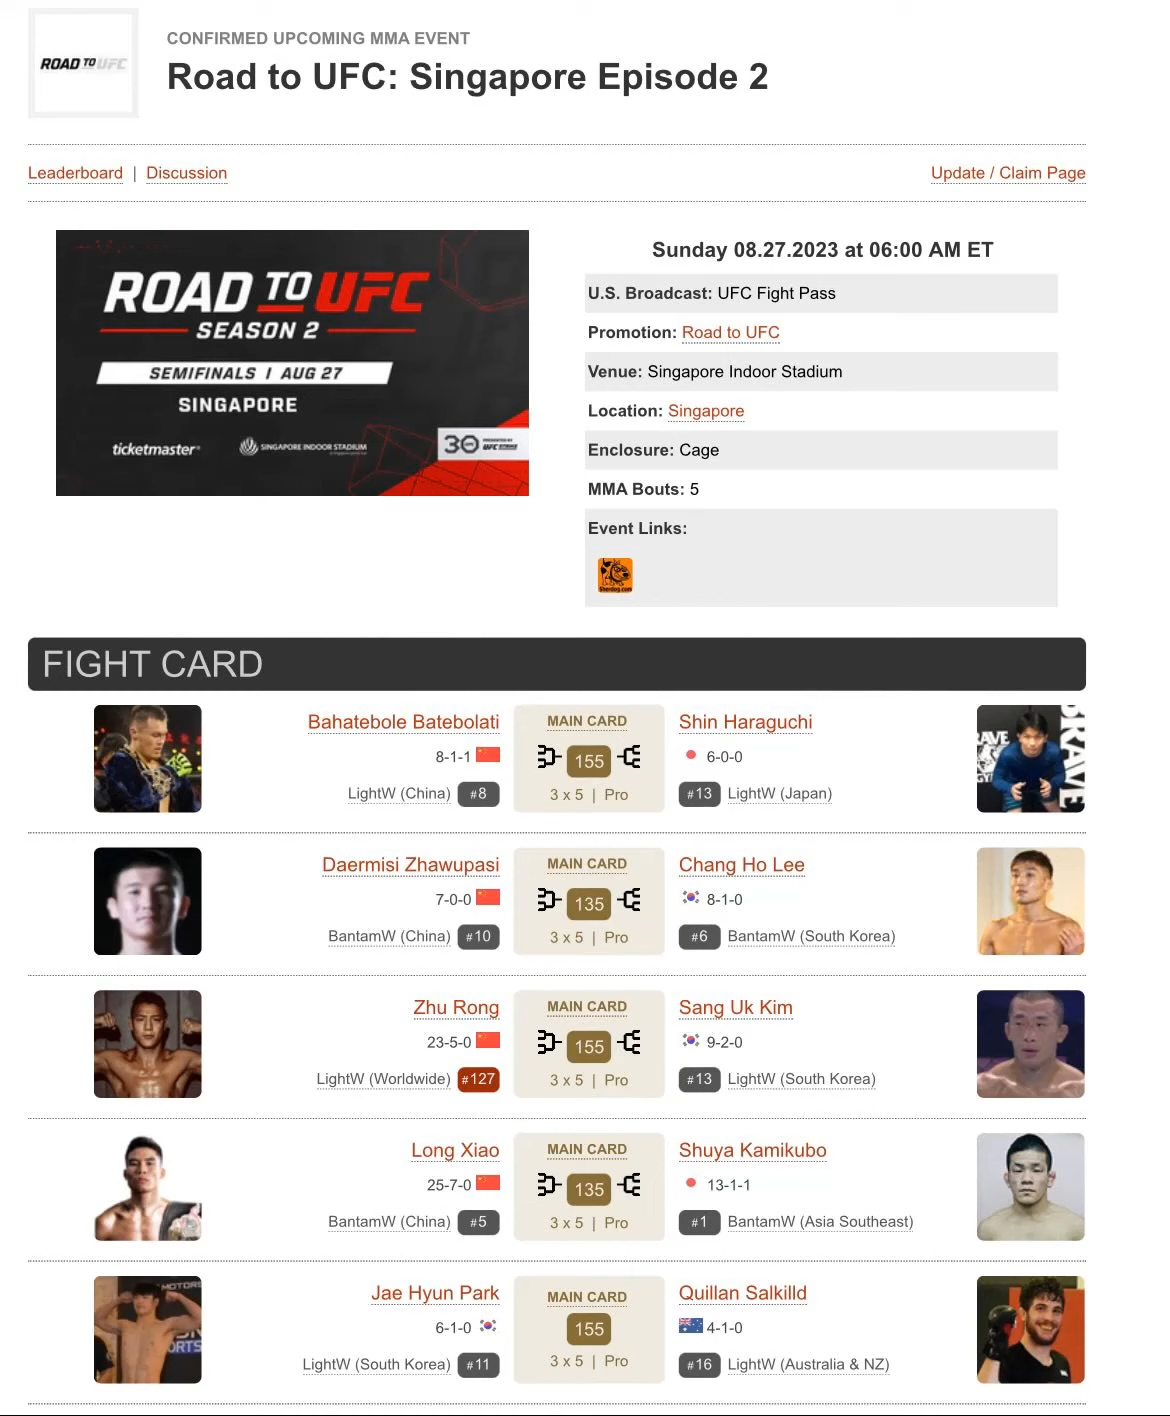 ROAD TO UFC
CONFIRMED UPCOMING MMA EVENT
Road to UFC: Singapore Episode 2
Leaderboard | Discussion
Update / Claim Page
ROAD TO UFC
SEASON 2
SEMIFINALS I AUG 27
SINGAPORE
ticketmaster
SINGAPORE INDOOR STADIUM
30
Sunday 08.27.2023 at 06:00 AM ET
U.S. Broadcast: UFC Fight Pass
Promotion: Road to UFC
Venue: Singapore Indoor Stadium
Location: Singapore
Enclosure: Cage
MMA Bouts: 5
Event Links:
Sherdog.com
FIGHT CARD
Bahatebole Batebolati
8-1-1
LightW (China) #8
MAIN CARD
155
3 x 5 | Pro
Shin Haraguchi
6-0-0
#13 LightW (Japan)
BRAVE
Daermisi Zhawupasi
7-0-0
BantamW (China) #10
MAIN CARD
135
3 x 5 | Pro
Chang Ho Lee
8-1-0
#6 BantamW (South Korea)
Zhu Rong
23-5-0
LightW (Worldwide) #127
MAIN CARD
155
3 x 5 | Pro
Sang Uk Kim
9-2-0
#13 LightW (South Korea)
Long Xiao
25-7-0
BantamW (China) #5
MAIN CARD
135
3 x 5 | Pro
Shuya Kamikubo
13-1-1
#1 BantamW (Asia Southeast)
MOTORS
Jae Hyun Park
6-1-0
LightW (South Korea) #11
MAIN CARD
155
3 x 5 | Pro
Quillan Salkilld
4-1-0
#16 LightW (Australia & NZ)